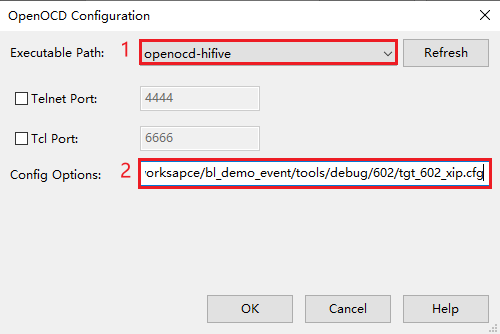 OpenOCD Configuration
Executable Path: 1 openocd-hifive Refresh
Telnet Port: 4444
Tcl Port: 6666
Config Options: 2 orksapce/bl_demo_event/tools/debug/602/tgt_602_xip.cfg
OK Cancel Help